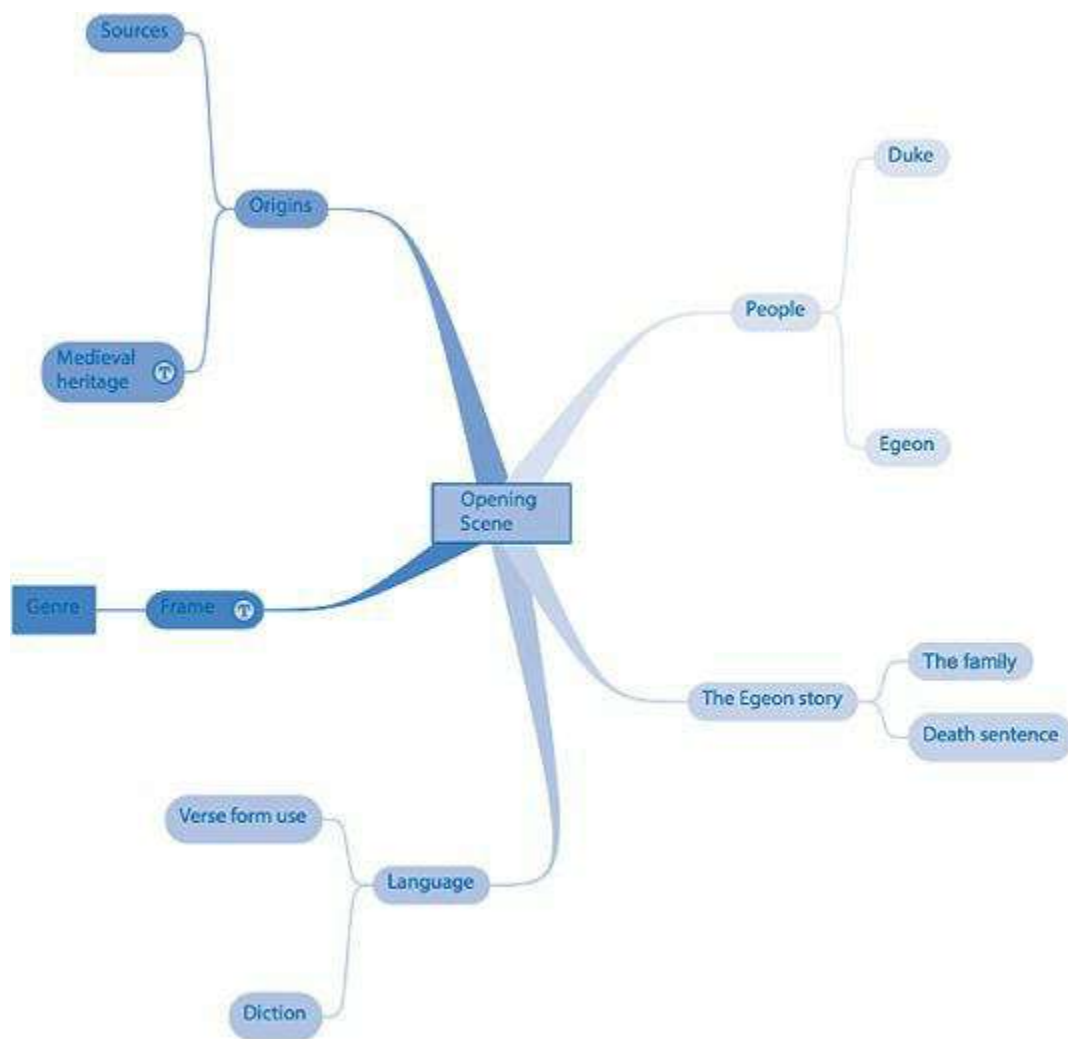 Sources
Origins
Medieval
heritage
T
Duke
People
Egeon
Opening
Scene
Genre
Frame
T
The family
The Egeon story
Death sentence
Verse form use
Language
Diction